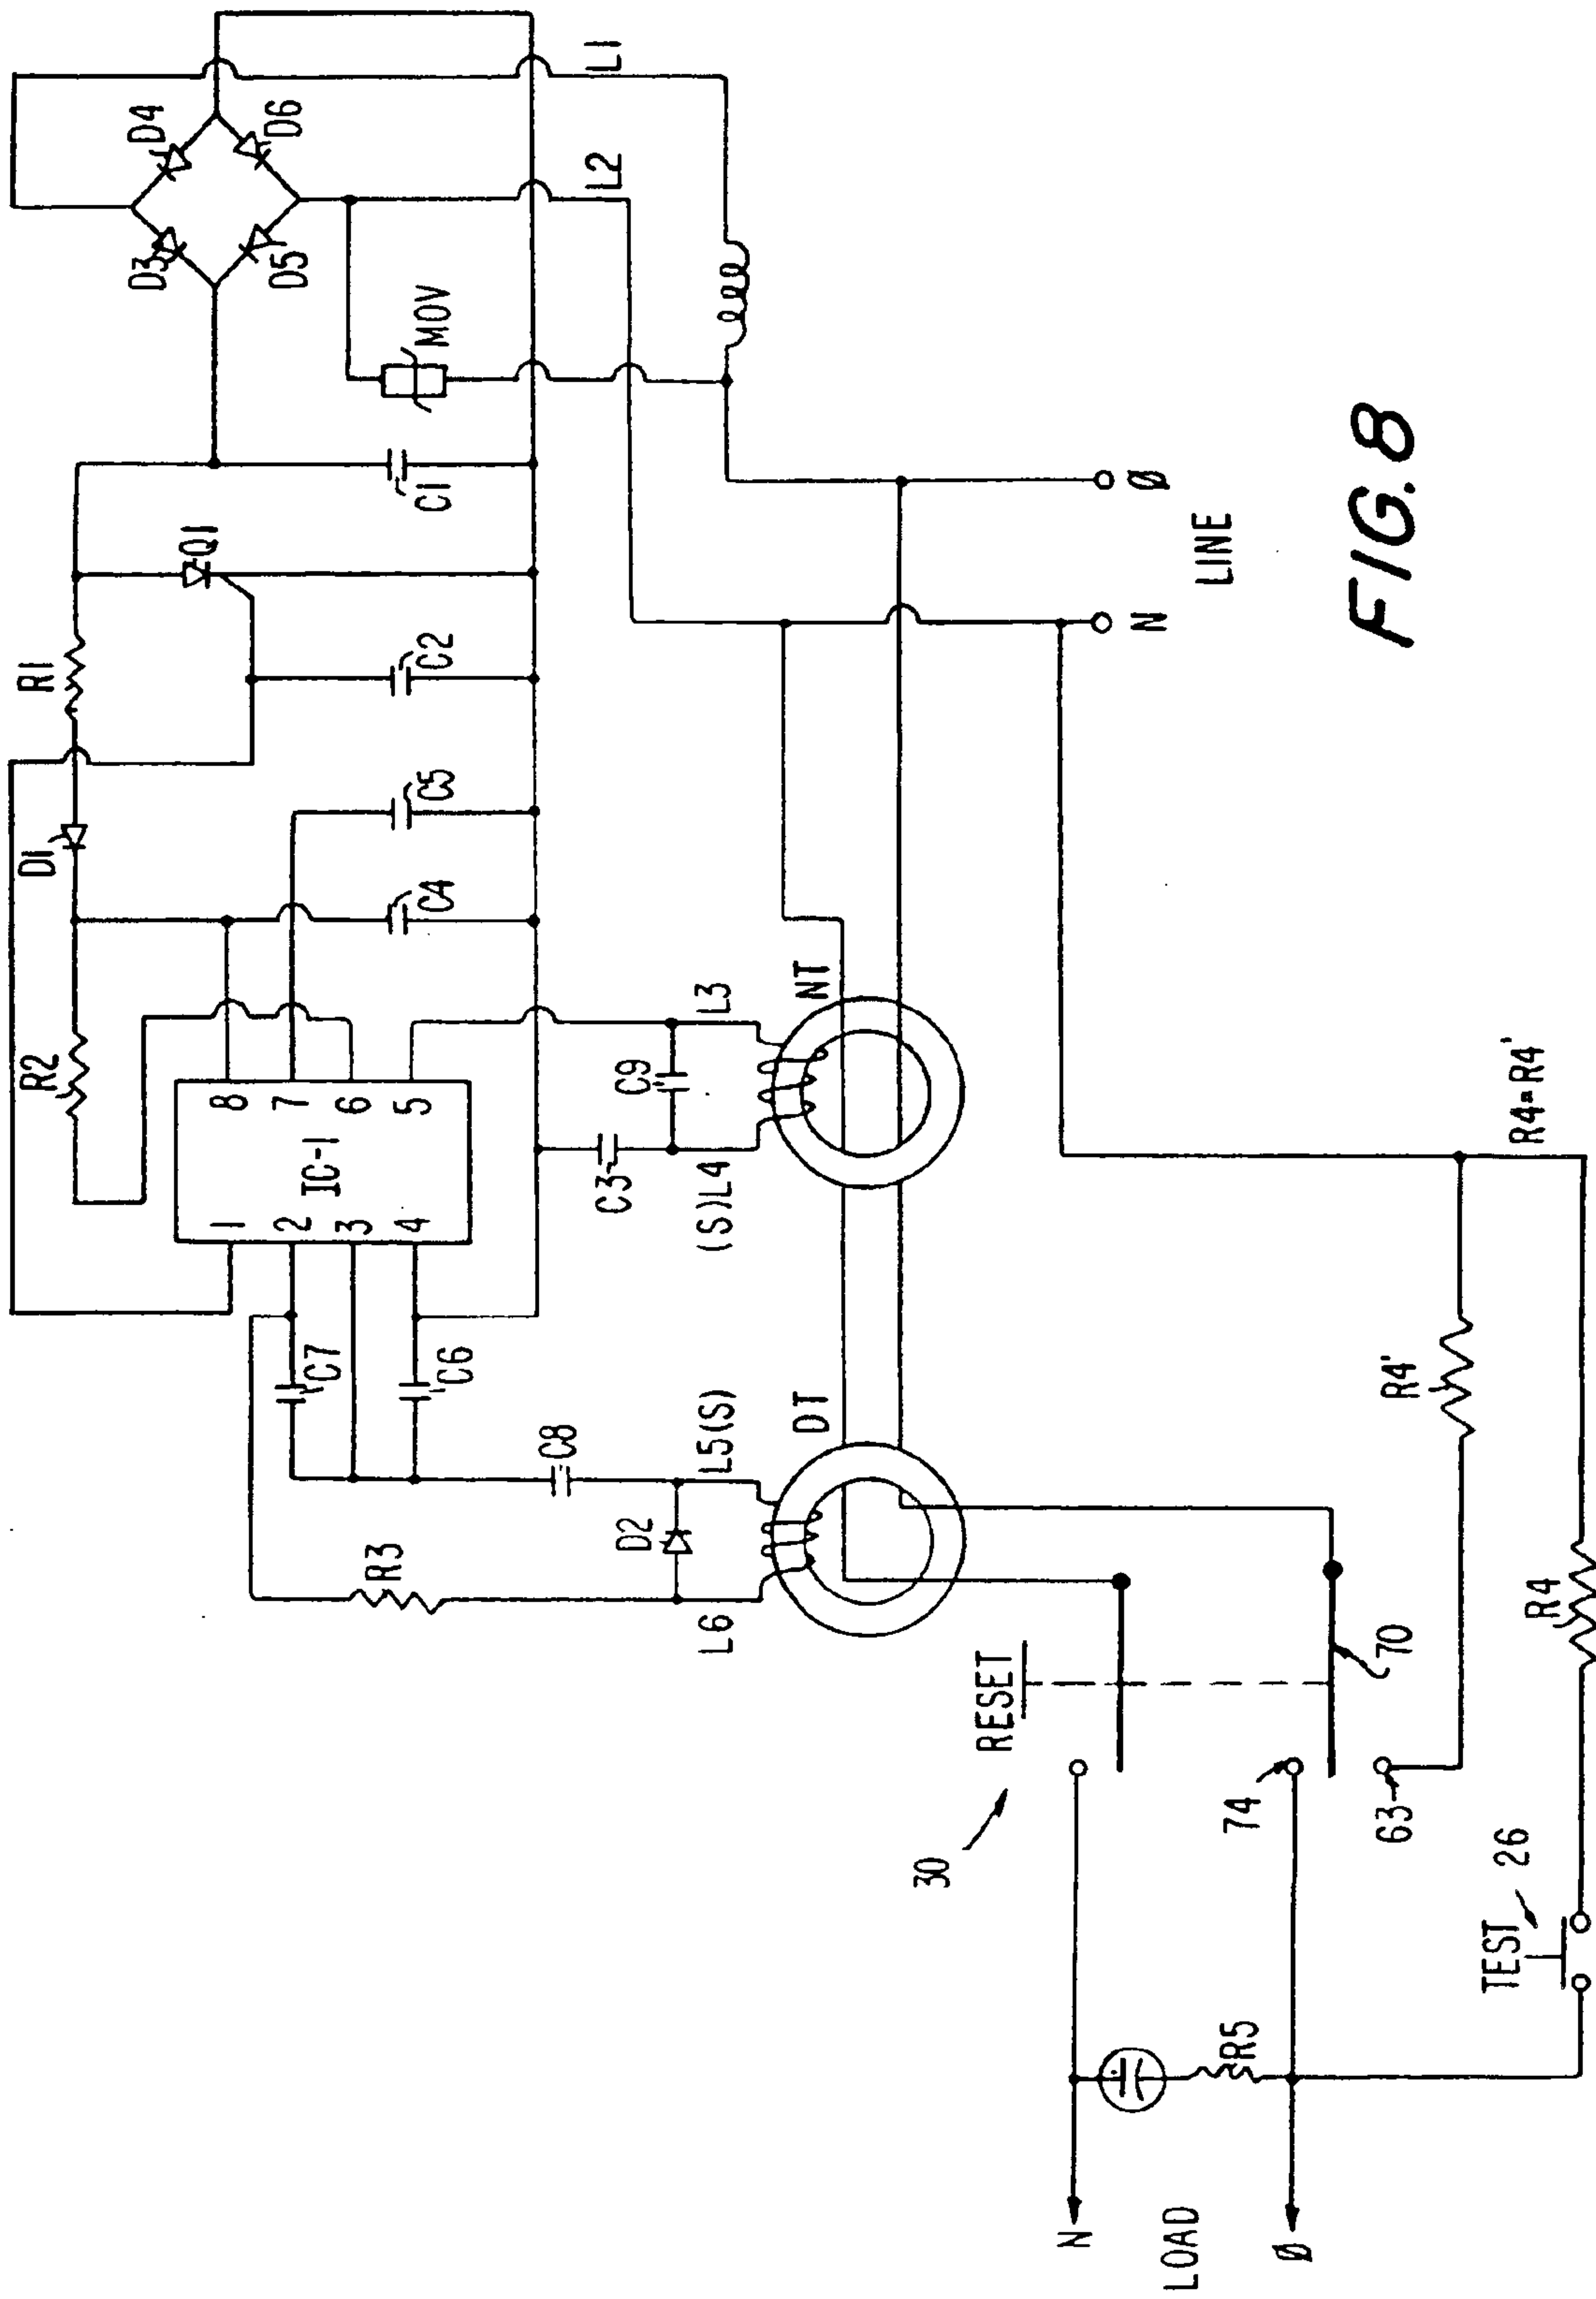 D4
D6
D3
D5
L1
L2
MOV
C1
Q1
R1
C2
D1
C5
C4
R2
8
7
6
5
IC-1
1
2
3
4
C7
C6
C9
L3
NT
C3
(S)L4
C8
L5(S)
DT
D2
R3
L6
Ø
LINE
N
FIG.8
R4=R4'
R4'
R4
RESET
70
30
74
63
26
TEST
R5
N
LOAD
Ø